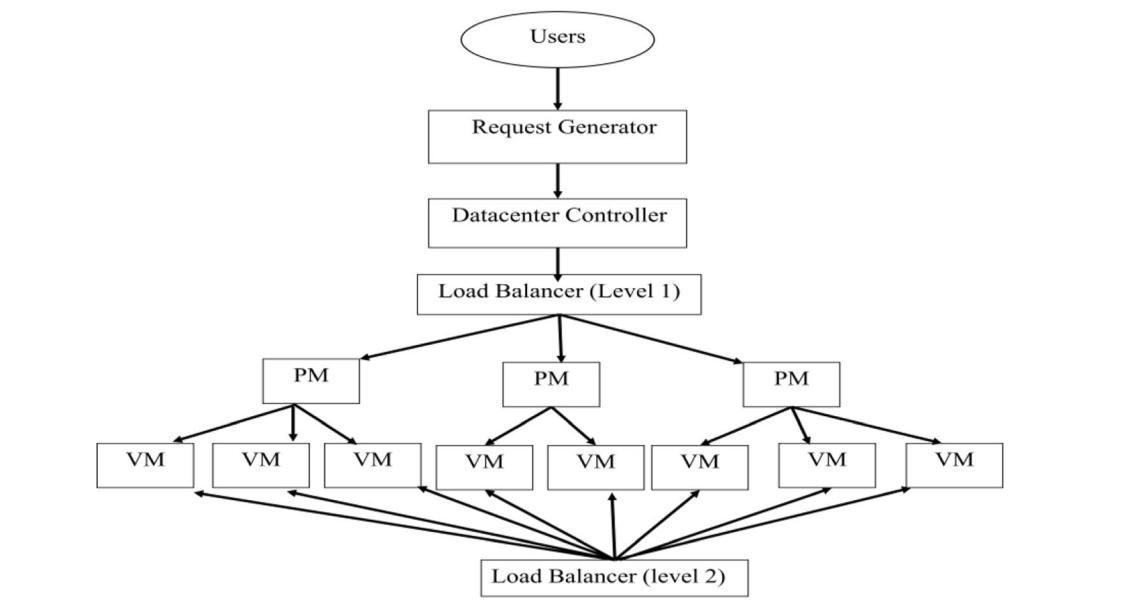 Users
Request Generator
Datacenter Controller
Load Balancer (Level 1)
PM
PM
PM
VM
VM
VM
VM
VM
VM
VM
VM
Load Balancer (level 2)